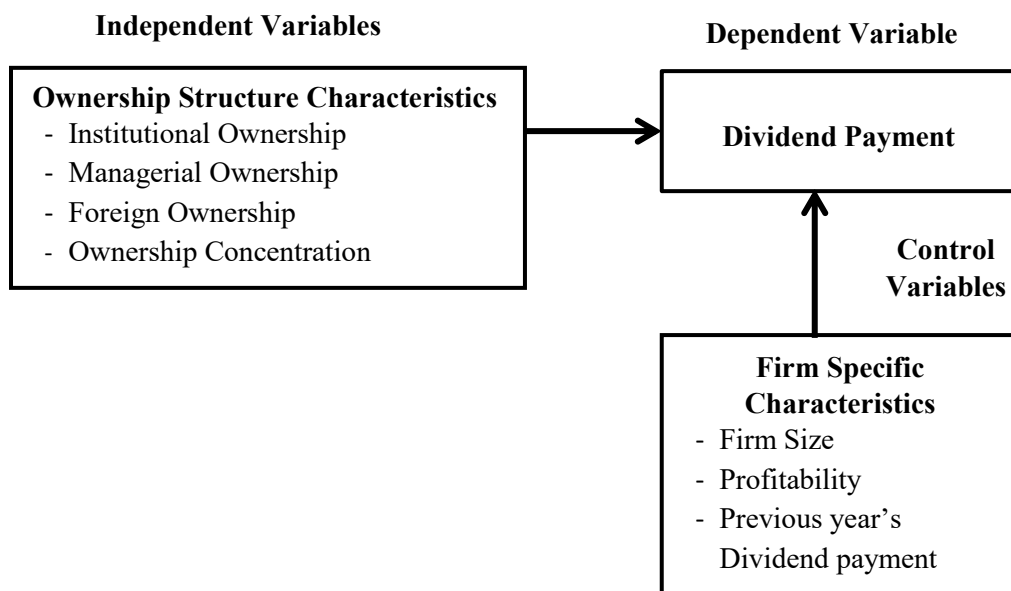 Independent Variables
Ownership Structure Characteristics
- Institutional Ownership
- Managerial Ownership
- Foreign Ownership
- Ownership Concentration
Dependent Variable
Dividend Payment
Control
Variables
Firm Specific
Characteristics
- Firm Size
- Profitability
- Previous year’s
Dividend payment